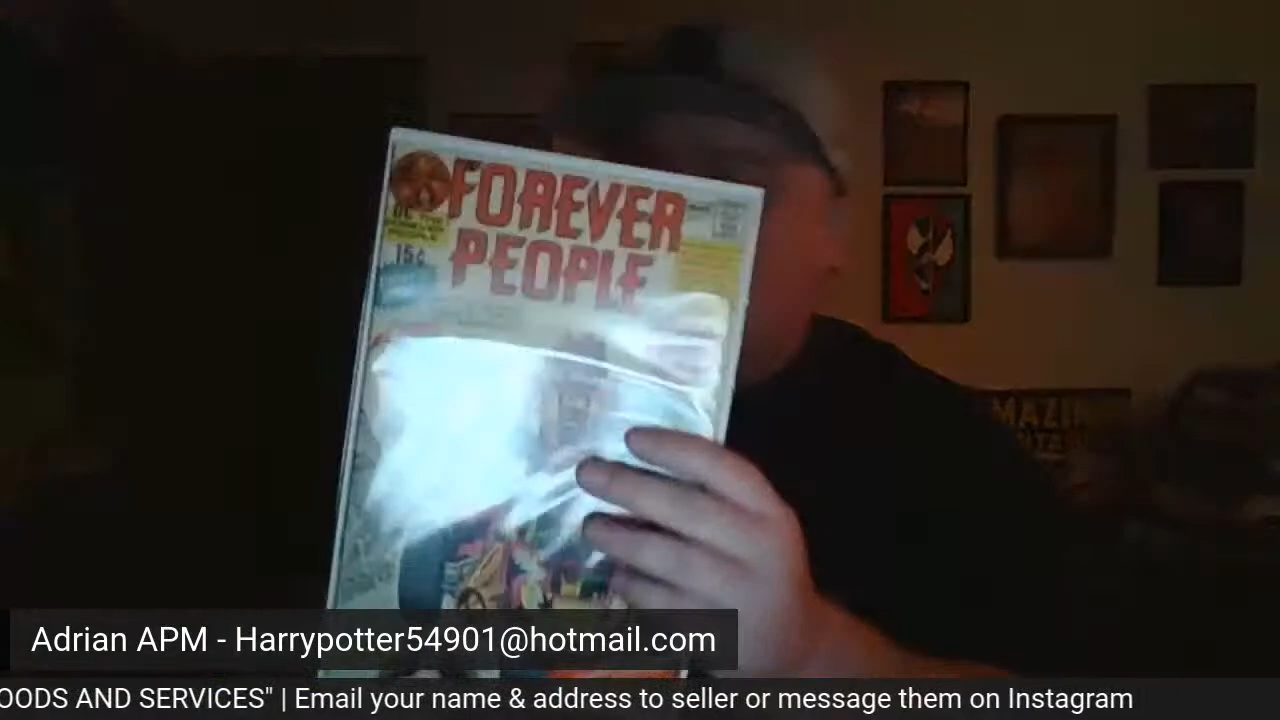 FOREVER
PEOPLE
15¢
MAZIN
Adrian APM - Harrypotter54901@hotmail.com
OODS AND SERVICES" | Email your name & address to seller or message them on Instagram